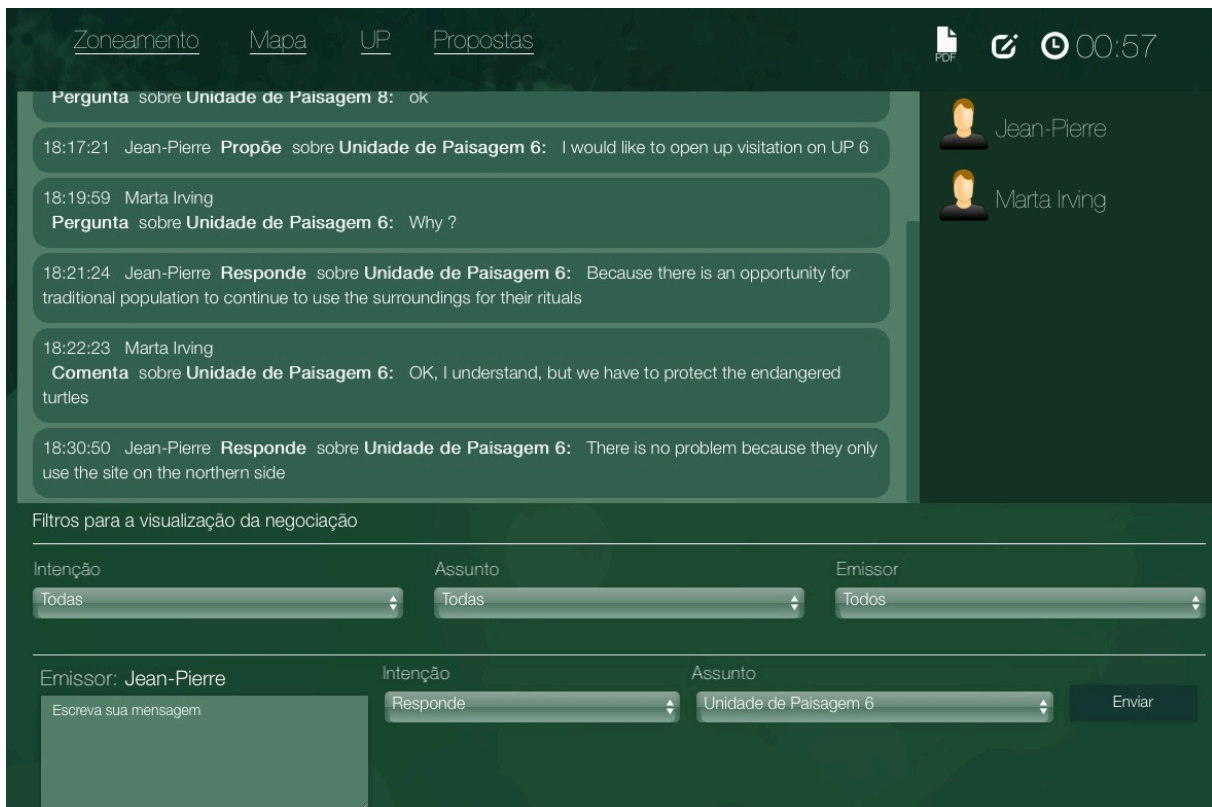 Zoneamento Mapa UP Propostas PDF 00:57
Pergunta sobre Unidade de Paisagem 8: ok
18:17:21 Jean-Pierre Propõe sobre Unidade de Paisagem 6: I would like to open up visitation on UP 6
18:19:59 Marta Irving
Pergunta sobre Unidade de Paisagem 6: Why ?
18:21:24 Jean-Pierre Responde sobre Unidade de Paisagem 6: Because there is an opportunity for
traditional population to continue to use the surroundings for their rituals
18:22:23 Marta Irving
Comenta sobre Unidade de Paisagem 6: OK, I understand, but we have to protect the endangered
turtles
18:30:50 Jean-Pierre Responde sobre Unidade de Paisagem 6: There is no problem because they only
use the site on the northern side
Jean-Pierre
Marta Irving
Filtros para a visualização da negociação
Intenção Assunto Emissor
Todas Todas Todos
Emissor: Jean-Pierre Intenção Assunto
Escreva sua mensagem Responde Unidade de Paisagem 6 Enviar